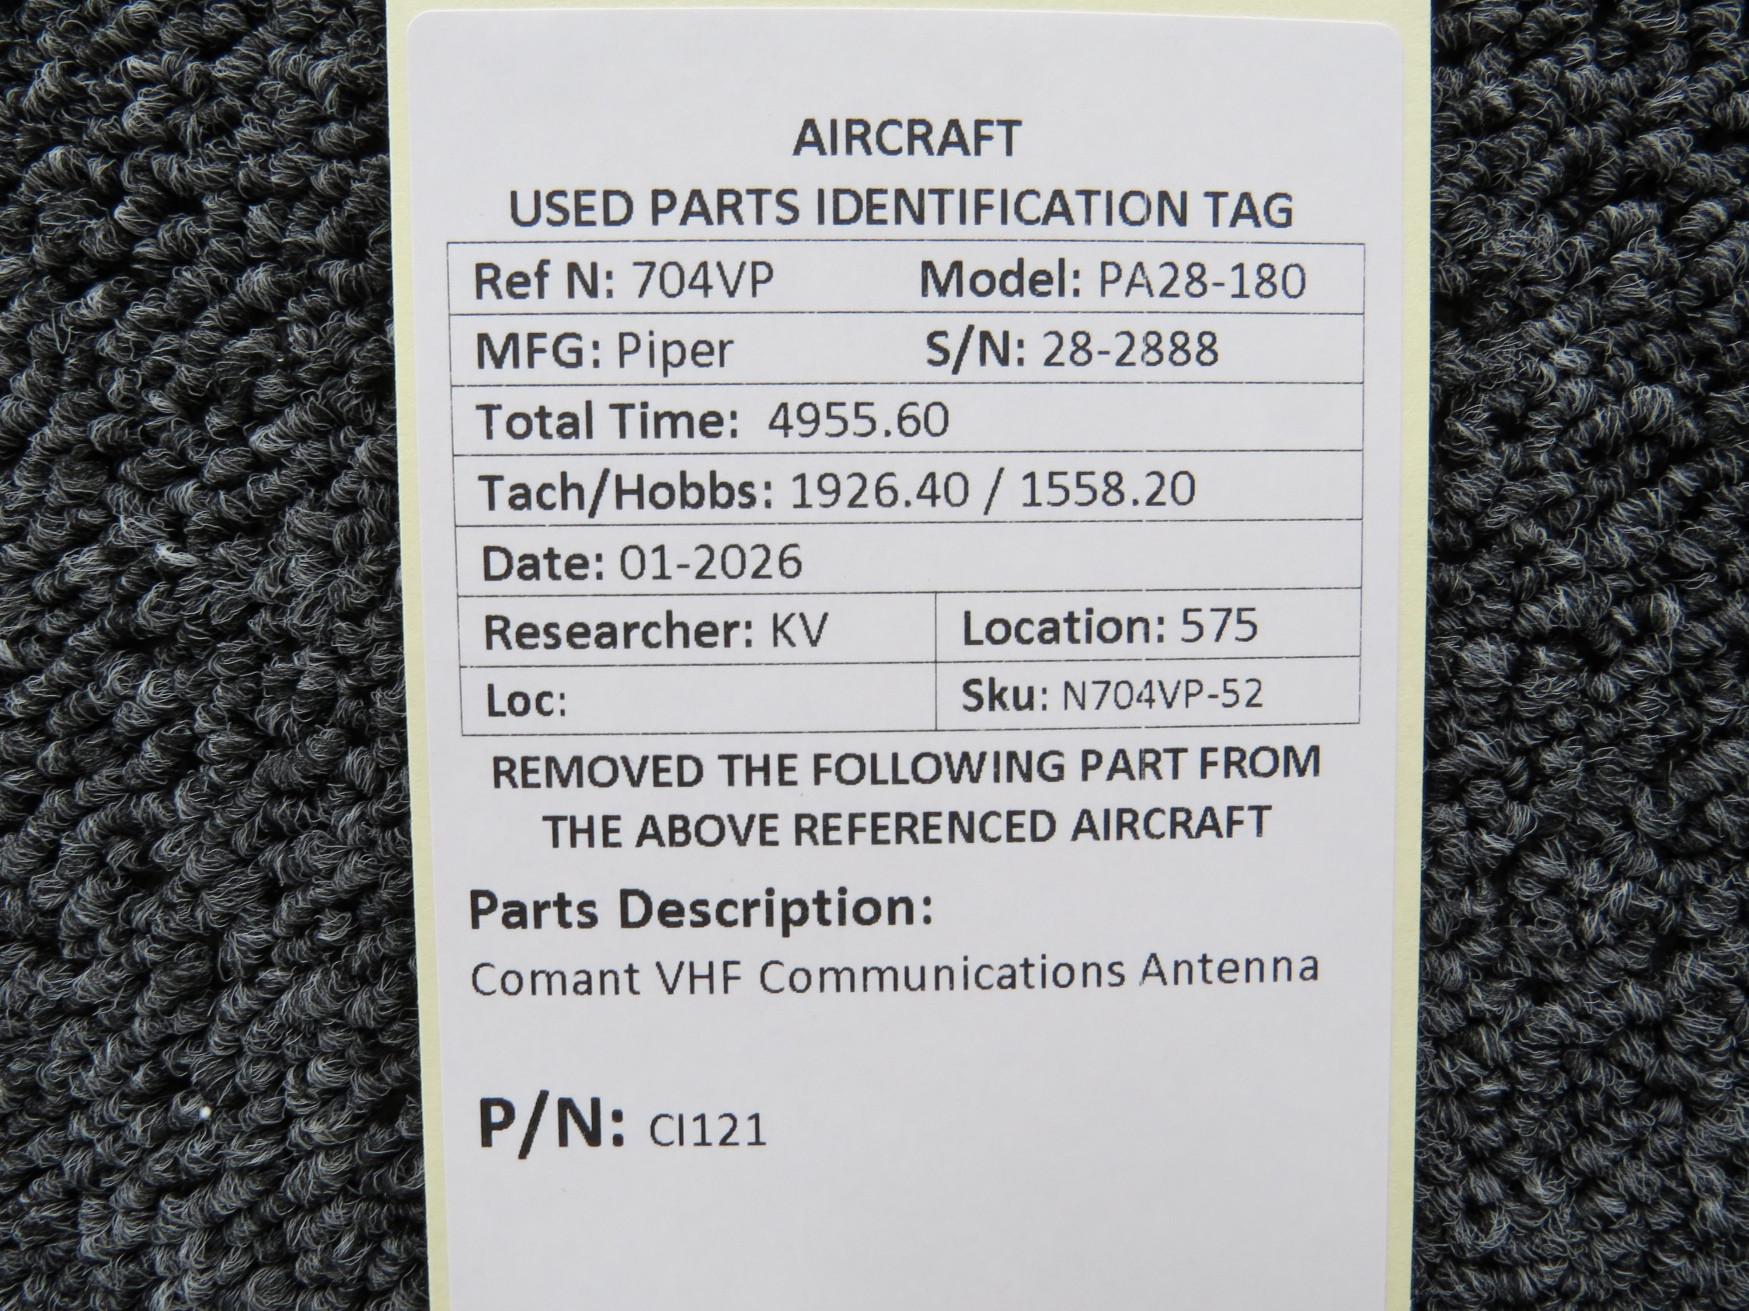 AIRCRAFT
USED PARTS IDENTIFICATION TAG
Ref N: 704VP Model: PA28-180
MFG: Piper S/N: 28-2888
Total Time: 4955.60
Tach/Hobbs: 1926.40 / 1558.20
Date: 01-2026
Researcher: KV Location: 575
Loc: Sku: N704VP-52
REMOVED THE FOLLOWING PART FROM
THE ABOVE REFERENCED AIRCRAFT
Parts Description:
Comant VHF Communications Antenna
P/N: CI121